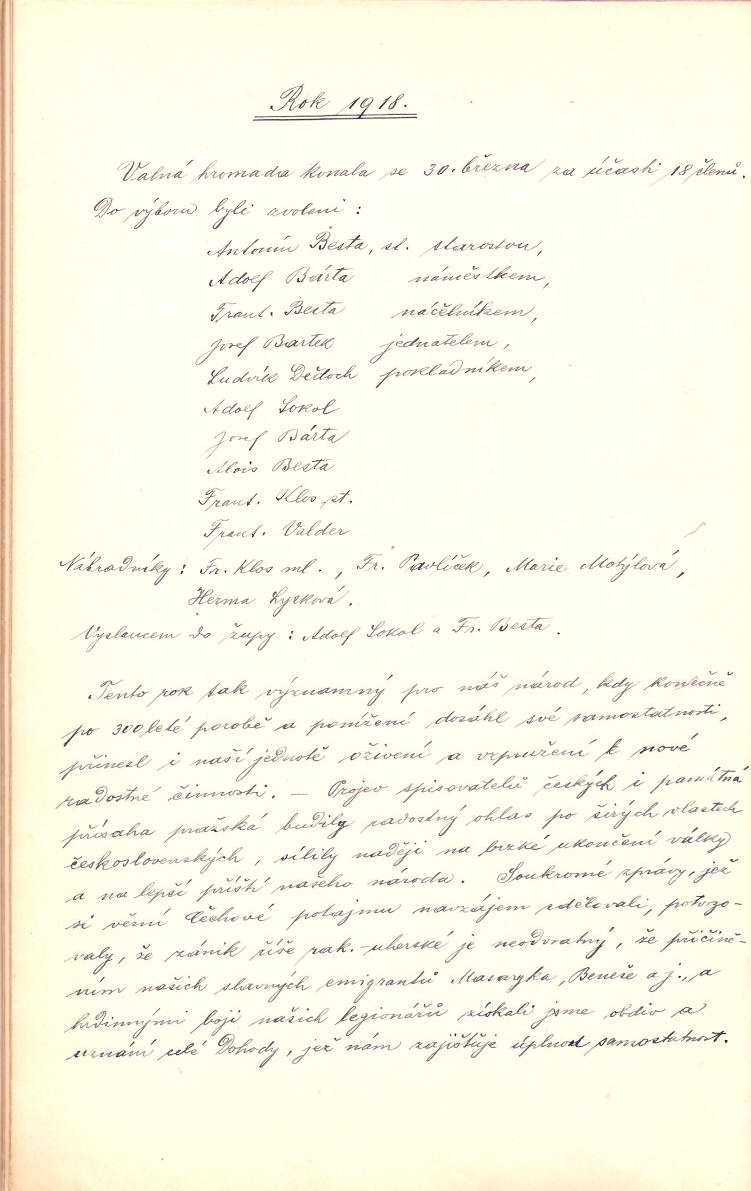 Rok 1918.
Valná hromada konala se 30. března za účasti 18 členů.
Do výboru byli zvoleni :
Antonín Besta, st. starostou,
Adolf Bárta náměstkem,
Frant. Besta náčelníkem,
Josef Bartek jednatelem,
Ludvík Dětoch pokladníkem,
Adolf Sokol
Josef Bárta
Alois Besta
Frant. Klos st.
Frant. Valder
Náhradníky : Fr. Klos ml. , Fr. Pavlíček, Marie Motýlová,
Herma Lysková.
Vyslancem do župy : Adolf Sokol a Fr. Besta.
Tento rok tak významný pro náš národ, kdy konečně
po 300leté porobě a ponížení dosáhl své samostatnosti,
přinesl i naší jednotě oživení a vzpružení k nové
radostné činnosti. — Projev spisovatelů českých i památná
přísaha pražská budily radostný ohlas po širých vlastech
československých, sílily naději na brzké ukončení války
a na lepší příští našeho národa. Soukromé zprávy, jež
si věrní Čechové potajmu navzájem sdělovali, potvrzo-
valy, že zánik říše rak.-uherské je neodvratný, že přičině-
ním našich slavných emigrantů Masaryka, Beneše a j., a
hrdinnými boji našich legionářů získali jsme obdiv a
uznání celé Dohody, jež nám zajišťuje úplnou samostatnost.